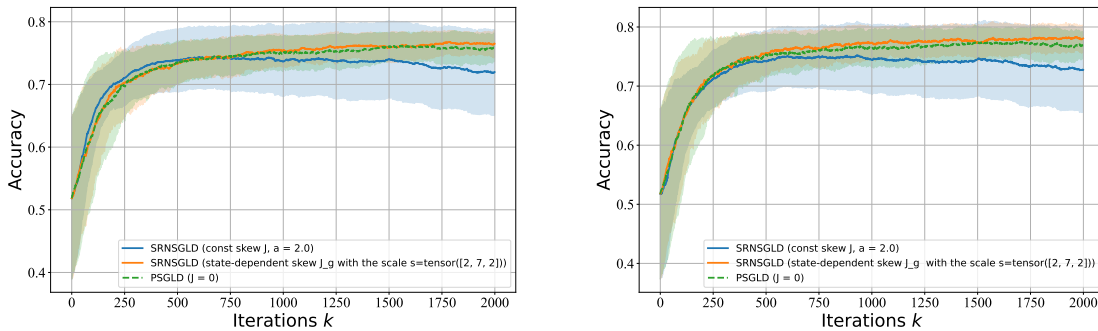 0.8
0.7
0.6
0.5
0.4
Accuracy
0 250 500 750 1000 1250 1500 1750 2000
Iterations k
SRNSGLD (const skew J, a = 2.0)
SRNSGLD (state-dependent skew J_g with the scale s=tensor([2, 7, 2]))
PSGLD (J = 0)
0.8
0.7
0.6
0.5
0.4
Accuracy
0 250 500 750 1000 1250 1500 1750 2000
Iterations k
SRNSGLD (const skew J, a = 2.0)
SRNSGLD (state-dependent skew J_g with the scale s=tensor([2, 7, 2]))
PSGLD (J = 0)